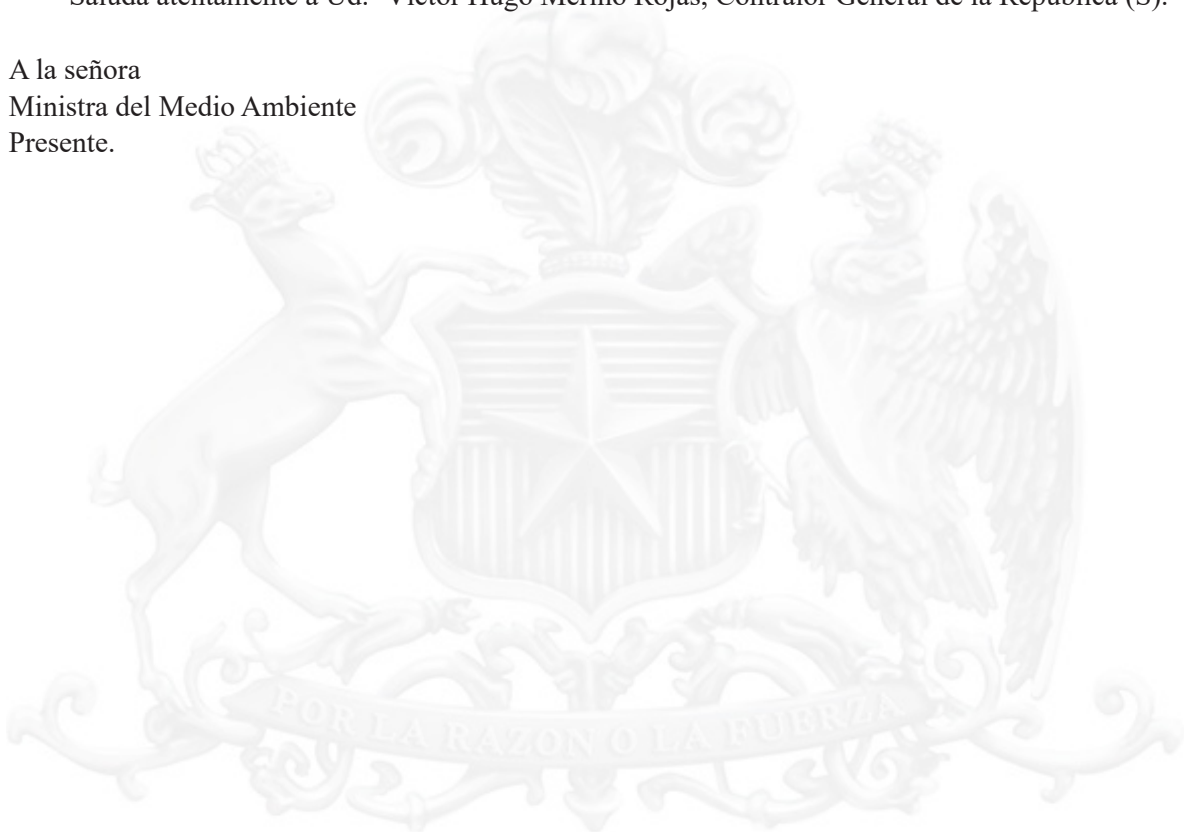 Saluda atentamente a Ud.- Víctor Hugo Merino Rojas, Contralor General de la República (S).
A la señora
Ministra del Medio Ambiente
Presente.
POR LA RAZON O LA FUERZA